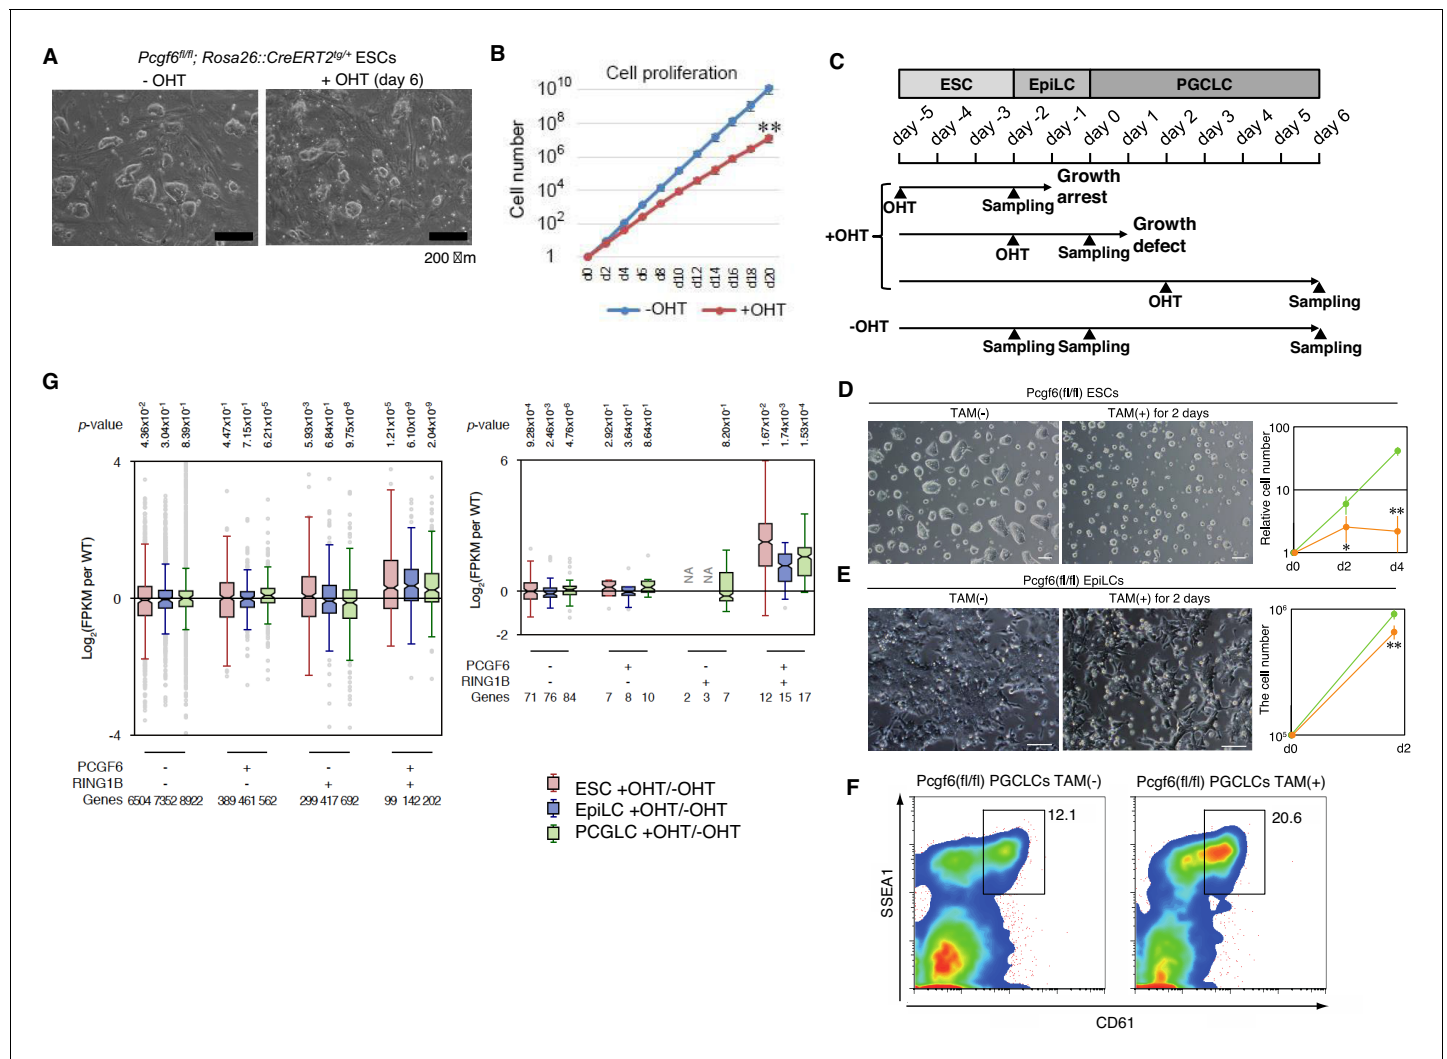 A
Pcgf6fl/fl; Rosa26::CreERT2tg/+ ESCs
- OHT
+ OHT (day 6)
200 m
B
Cell proliferation
Cell number
10^10
10^8
10^6
10^4
10^2
1
**
d0 d2 d4 d6 d8 d10 d12 d14 d16 d18 d20
-OHT +OHT
C
ESC EpiLC PGCLC
day -5 day -4 day -3 day -2 day -1 day 0 day 1 day 2 day 3 day 4 day 5 day 6
+OHT
OHT Sampling Growth arrest
OHT Sampling Growth defect
OHT Sampling
-OHT
Sampling Sampling Sampling
D
Pcgf6(fl/fl) ESCs
TAM(-) TAM(+) for 2 days
Relative cell number
100
10
1
* **
d0 d2 d4
E
Pcgf6(fl/fl) EpiLCs
TAM(-) TAM(+) for 2 days
The cell number
10^6
10^5
**
d0 d2
F
Pcgf6(fl/fl) PGCLCs TAM(-) Pcgf6(fl/fl) PGCLCs TAM(+)
12.1 20.6
SSEA1
CD61
G
p-value
4.36x10-2 3.04x10-1 8.39x10-1 4.47x10-1 7.15x10-1 6.21x10-5 5.93x10-3 6.84x10-1 9.75x10-8 1.21x10-5 6.10x10-9 2.04x10-9
Log2(FPKM per WT)
4
0
-4
PCGF6 - + - +
RING1B - - + +
Genes 6504 7352 8922 389 461 562 299 417 692 99 142 202
p-value
9.28x10-4 2.46x10-3 4.76x10-6 2.92x10-1 3.64x10-1 8.64x10-1 8.20x10-1 1.67x10-2 1.74x10-3 1.53x10-4
Log2(FPKM per WT)
6
0
-2
NA NA
PCGF6 - + - +
RING1B - - + +
Genes 71 76 84 7 8 10 2 3 7 12 15 17
ESC +OHT/-OHT
EpiLC +OHT/-OHT
PCGLC +OHT/-OHT